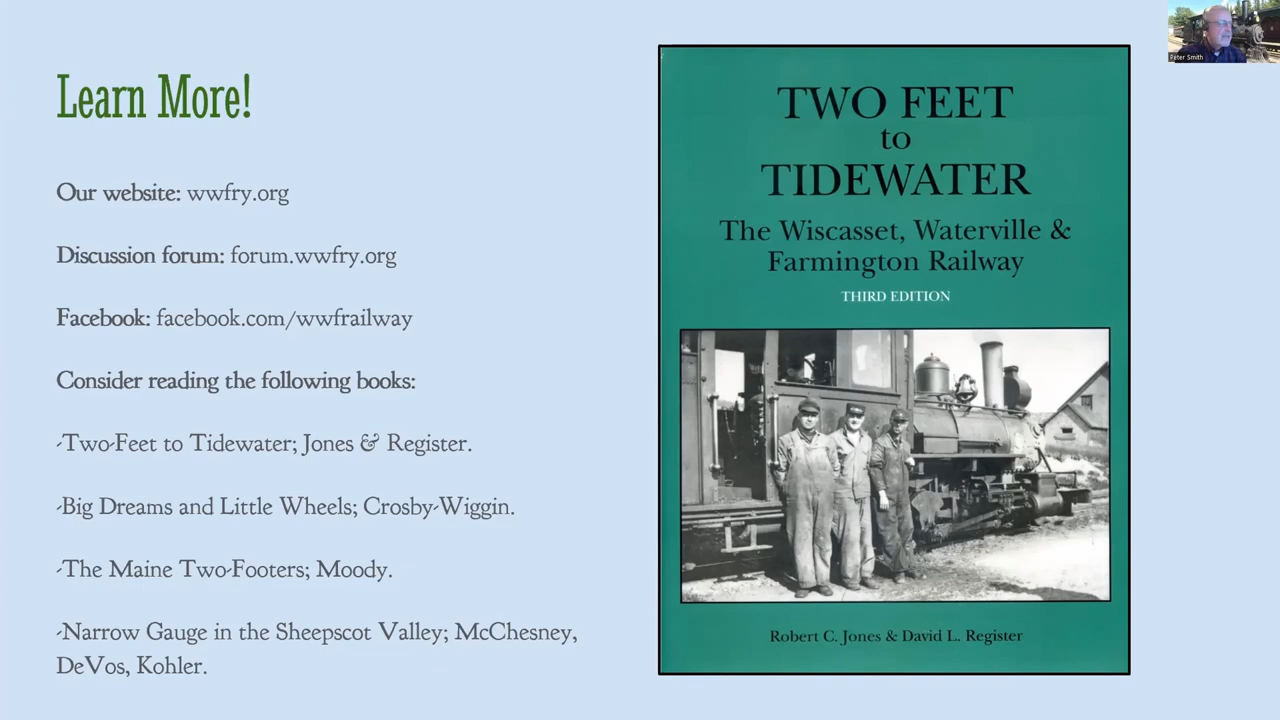 Learn More!
Our website: wwfry.org
Discussion forum: forum.wwfry.org
Facebook: facebook.com/wwfrailway
Consider reading the following books:
-Two-Feet to Tidewater; Jones & Register.
-Big Dreams and Little Wheels; Crosby-Wiggin.
-The Maine Two-Footers; Moody.
-Narrow Gauge in the Sheepscot Valley; McChesney,
DeVos, Kohler.
TWO FEET
to
TIDEWATER
The Wiscasset, Waterville &
Farmington Railway
THIRD EDITION
Robert C. Jones & David L. Register
Peter Smith